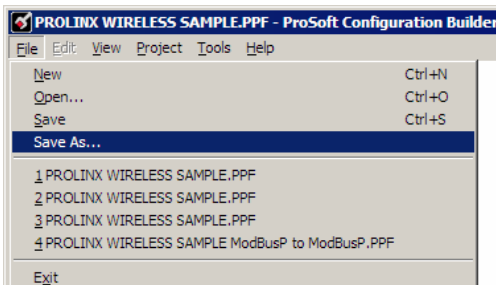 PROLINX WIRELESS SAMPLE.PPF - ProSoft Configuration Builder
File Edit View Project Tools Help
New Ctrl+N
Open... Ctrl+O
Save Ctrl+S
Save As...
1 PROLINX WIRELESS SAMPLE.PPF
2 PROLINX WIRELESS SAMPLE.PPF
3 PROLINX WIRELESS SAMPLE.PPF
4 PROLINX WIRELESS SAMPLE ModBusP to ModBusP.PPF
Exit